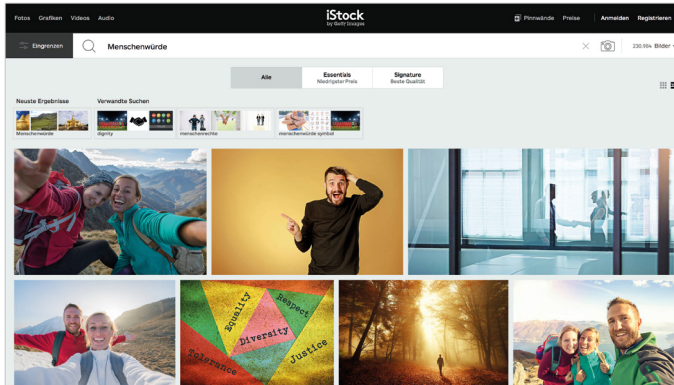 Fotos Grafiken Videos Audio
iStock
by Getty Images
Pinnwände Preise Anmelden Registrieren
Eingrenzen
Menschenwürde
230.984 Bilder
Alle
Essentials
Niedrigster Preis
Signature
Beste Qualität
Neuste Ergebnisse
Verwandte Suchen
Menschenwürde
dignity
menschenrechte
menschenwürde symbol
Equality
Respect
Diversity
Tolerance
Justice